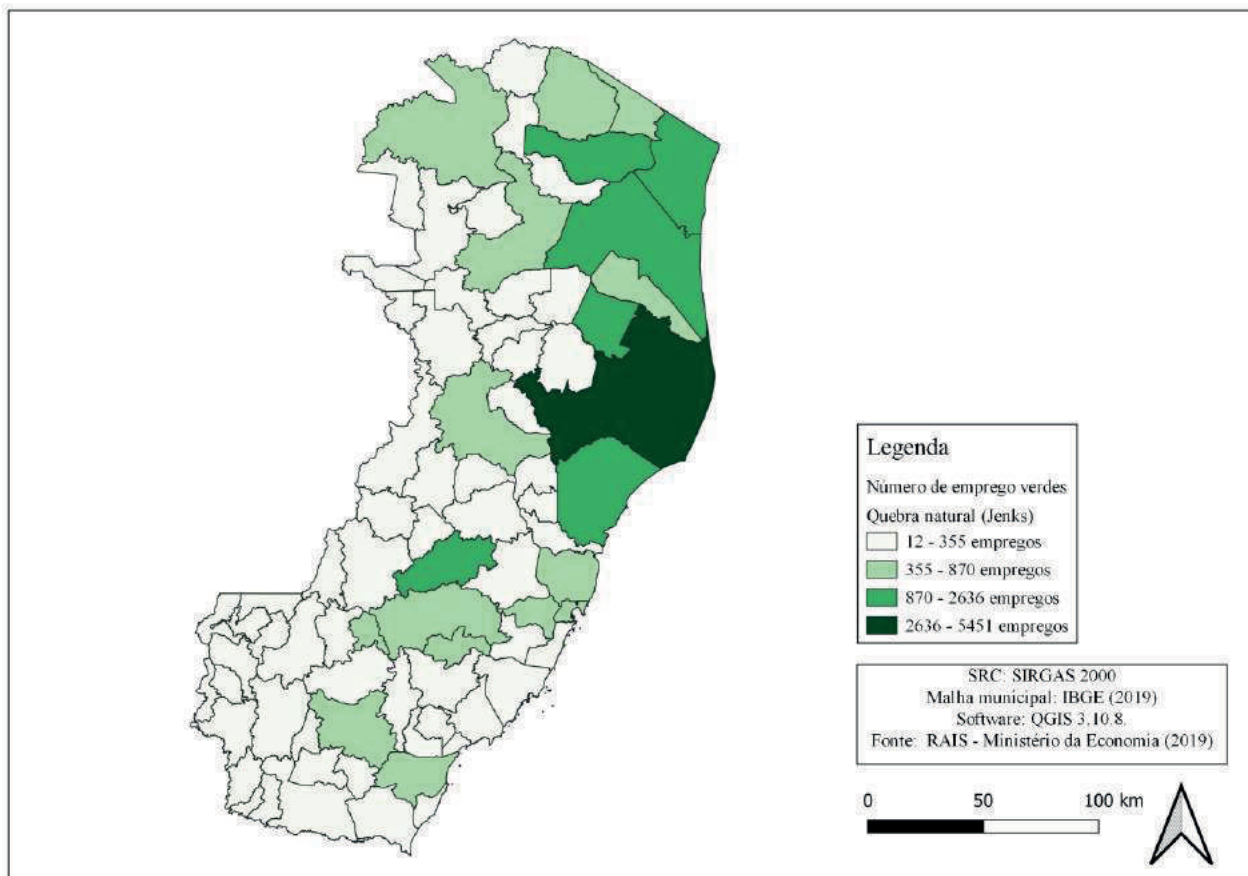 Legenda
Número de emprego verdes
Quebra natural (Jenks)
12 - 355 empregos
355 - 870 empregos
870 - 2636 empregos
2636 - 5451 empregos
SRC: SIRGAS 2000
Malha municipal: IBGE (2019)
Software: QGIS 3.10.8.
Fonte: RAIS - Ministério da Economia (2019)
0 50 100 km